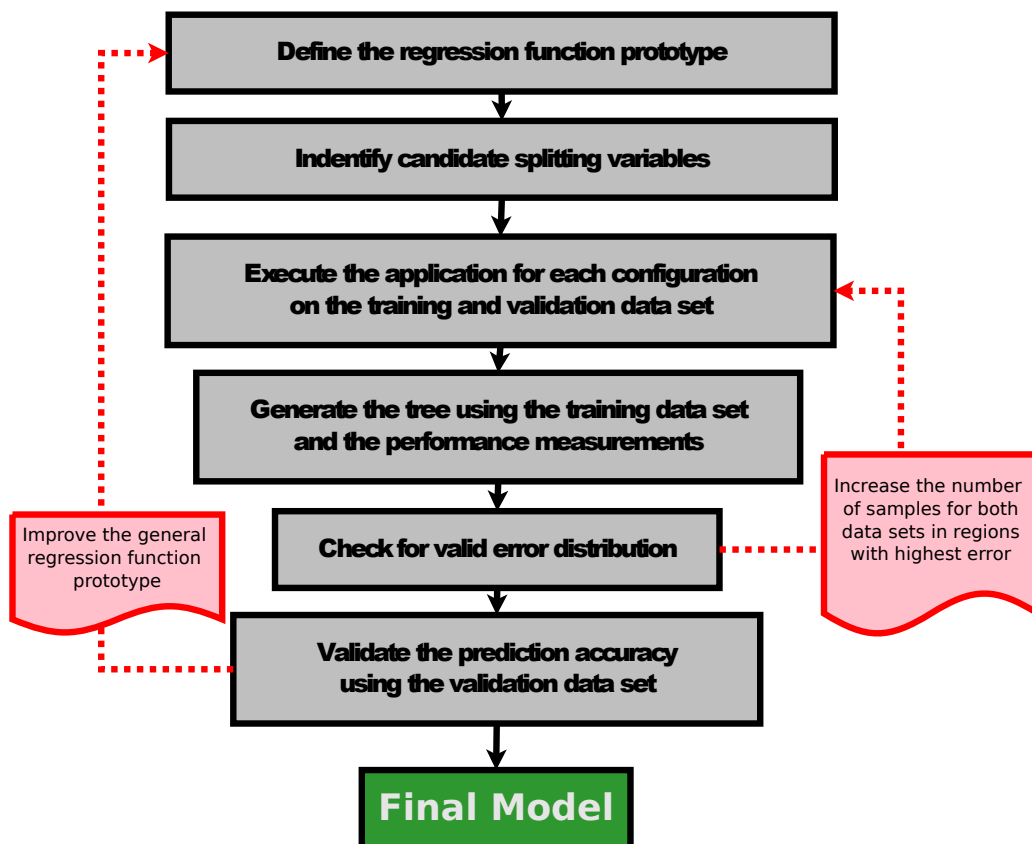 Define the regression function prototype
Indentify candidate splitting variables
Execute the application for each configuration
on the training and validation data set
Generate the tree using the training data set
and the performance measurements
Increase the number
of samples for both
data sets in regions
with highest error
Improve the general
regression function
prototype
Check for valid error distribution
Validate the prediction accuracy
using the validation data set
Final Model